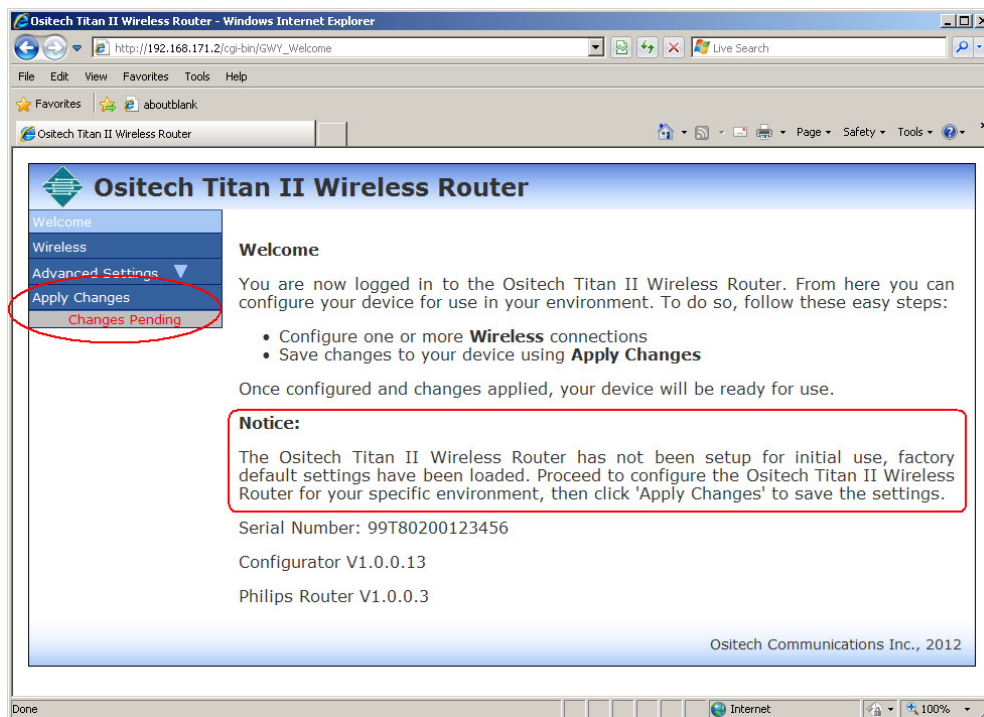 Ositech Titan II Wireless Router - Windows Internet Explorer
http://192.168.171.2/cgi-bin/GWY_Welcome
Live Search
File Edit View Favorites Tools Help
Favorites aboutblank
Ositech Titan II Wireless Router
Page Safety Tools
Ositech Titan II Wireless Router
Welcome
Wireless
Advanced Settings
Apply Changes
Changes Pending
Welcome
You are now logged in to the Ositech Titan II Wireless Router. From here you can
configure your device for use in your environment. To do so, follow these easy steps:
• Configure one or more Wireless connections
• Save changes to your device using Apply Changes
Once configured and changes applied, your device will be ready for use.
Notice:
The Ositech Titan II Wireless Router has not been setup for initial use, factory
default settings have been loaded. Proceed to configure the Ositech Titan II Wireless
Router for your specific environment, then click 'Apply Changes' to save the settings.
Serial Number: 99T80200123456
Configurator V1.0.0.13
Philips Router V1.0.0.3
Ositech Communications Inc., 2012
Done
Internet
100%